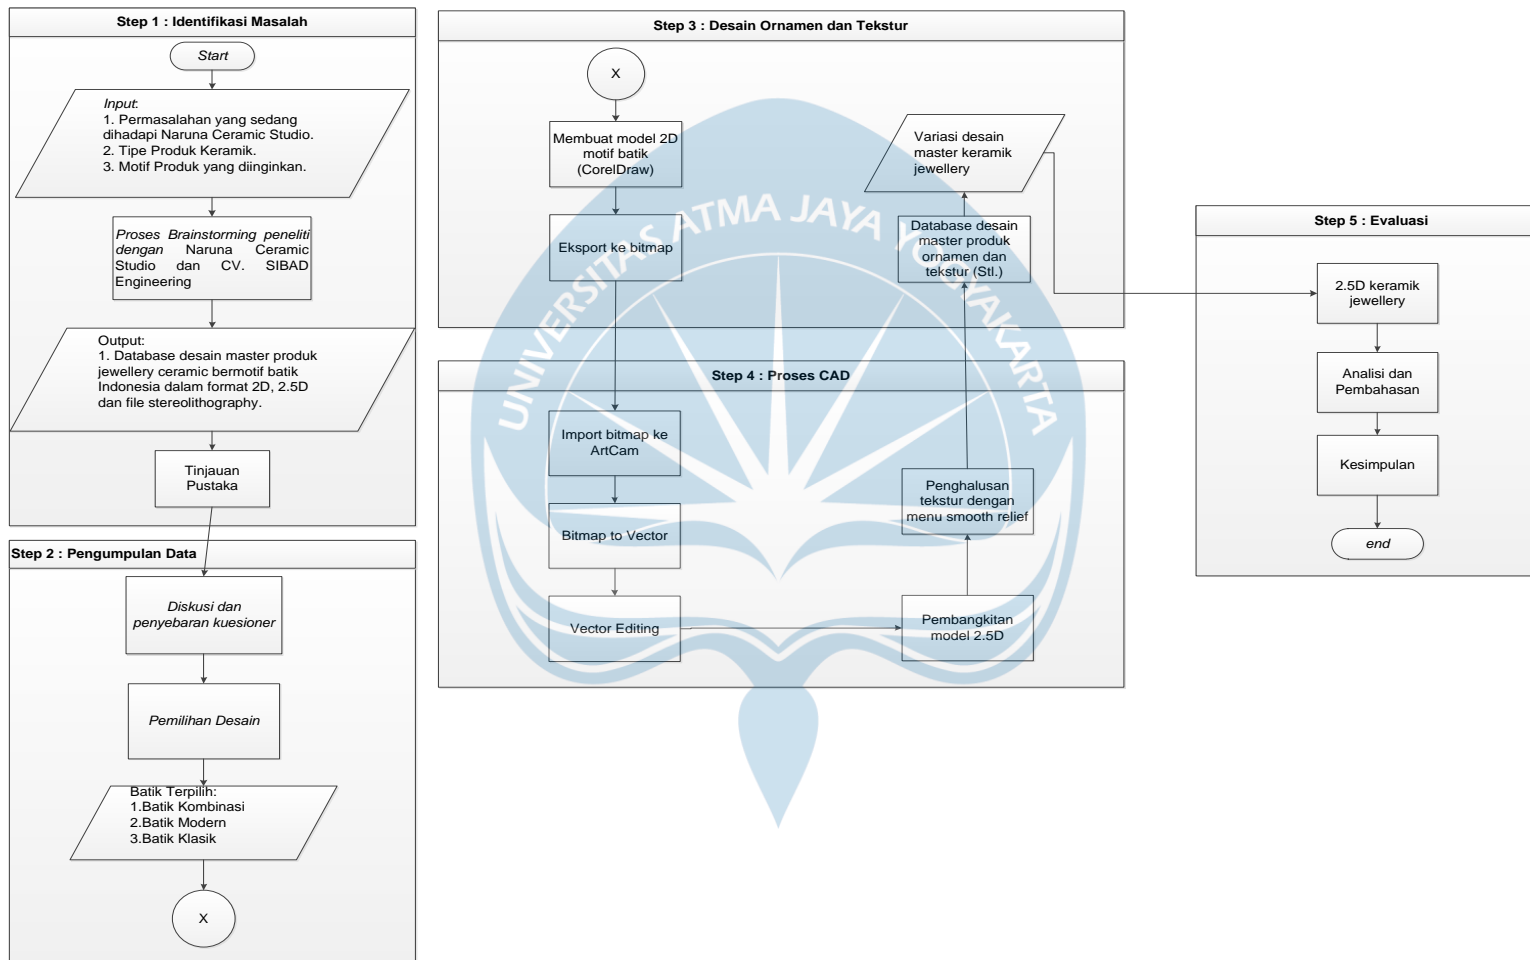 Step 1 : Identifikasi Masalah
Start
Input:
1. Permasalahan yang sedang
dihadapi Naruna Ceramic Studio.
2. Tipe Produk Keramik.
3. Motif Produk yang diinginkan.
Proses Brainstorming peneliti
dengan Naruna Ceramic
Studio dan CV. SIBAD
Engineering
Output:
1. Database desain master produk
jewellery ceramic bermotif batik
Indonesia dalam format 2D, 2.5D
dan file stereolithography.
Tinjauan
Pustaka
Step 2 : Pengumpulan Data
Diskusi dan
penyebaran kuesioner
Pemilihan Desain
Batik Terpilih:
1.Batik Kombinasi
2.Batik Modern
3.Batik Klasik
X
Step 3 : Desain Ornamen dan Tekstur
X
Membuat model 2D
motif batik
(CorelDraw)
Eksport ke bitmap
Variasi desain
master keramik
jewellery
Database desain
master produk
ornamen dan
tekstur (Stl.)
Step 4 : Proses CAD
Import bitmap ke
ArtCam
Bitmap to Vector
Vector Editing
Pembangkitan
model 2.5D
Penghalusan
tekstur dengan
menu smooth relief
Step 5 : Evaluasi
2.5D keramik
jewellery
Analisi dan
Pembahasan
Kesimpulan
end
UNIVERSITAS ATMA JAYA YOGYAKARTA